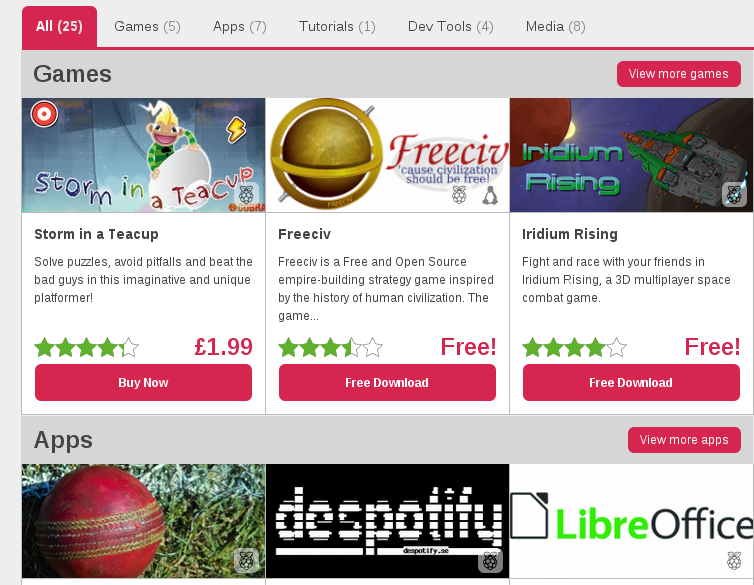 All (25)
Games (5)
Apps (7)
Tutorials (1)
Dev Tools (4)
Media (8)
Games
View more games
Storm in a Teacup
COBRA
Freeciv
'cause civilization
should be free!
FREECIV
Iridium
Rising
Storm in a Teacup
Solve puzzles, avoid pitfalls and beat the
bad guys in this imaginative and unique
platformer!
£1.99
Buy Now
Freeciv
Freeciv is a Free and Open Source
empire-building strategy game inspired
by the history of human civilization. The
game...
Free!
Free Download
Iridium Rising
Fight and race with your friends in
Iridium Rising, a 3D multiplayer space
combat game.
Free!
Free Download
Apps
View more apps
despotify
despotify.se
LibreOffice